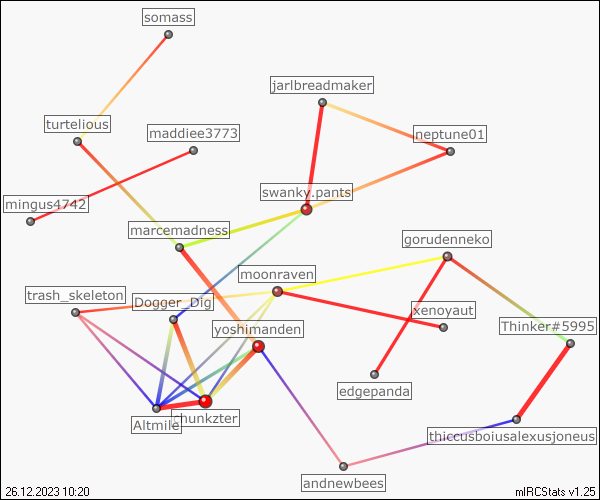 somass
jarlbreadmaker
turtelious
maddiee3773
neptune01
swanky.pants
mingus4742
marcemadness
gorudenneko
moonraven
trash_skeleton
Dogger_Dig
xenoyaut
Thinker#5995
yoshimanden
edgepanda
chunkzter
Altmile
thiccusboiusalexusjoneus
andnewbees
26.12.2023 10:20
mIRCStats v1.25